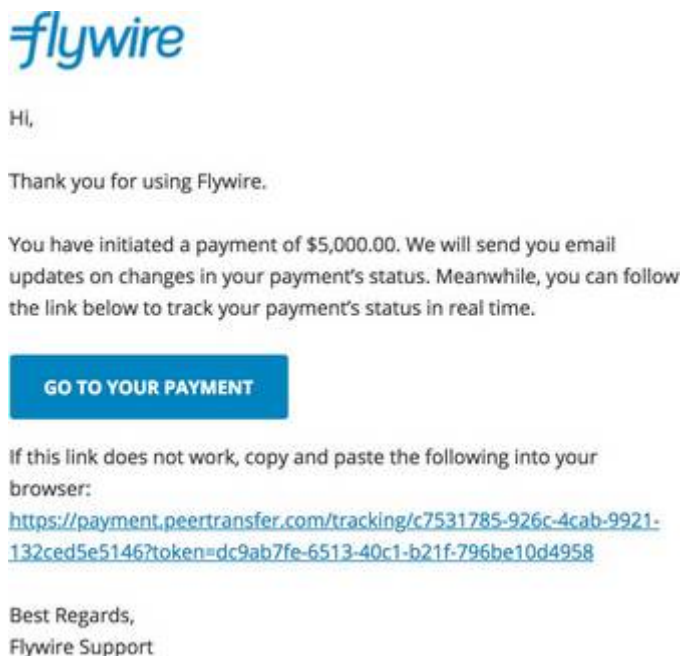 flywire
Hi,
Thank you for using Flywire.
You have initiated a payment of $5,000.00. We will send you email
updates on changes in your payment’s status. Meanwhile, you can follow
the link below to track your payment’s status in real time.
GO TO YOUR PAYMENT
If this link does not work, copy and paste the following into your
browser:
https://payment.peertransfer.com/tracking/c7531785-926c-4cab-9921-
132ced5e5146?token=dc9ab7fe-6513-40c1-b21f-796be10d4958
Best Regards,
Flywire Support